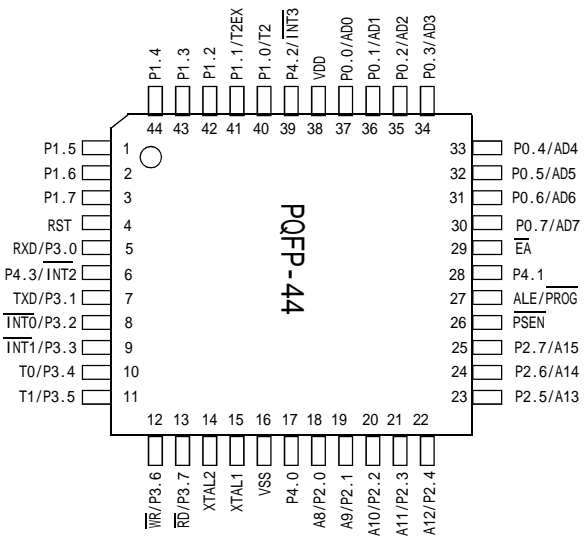 P1.4
P1.3
P1.2
P1.1/T2EX
P1.0/T2
P4.2/INT3
VDD
P0.0/AD0
P0.1/AD1
P0.2/AD2
P0.3/AD3
44 43 42 41 40 39 38 37 36 35 34
P1.5 1
P1.6 2
P1.7 3
RST 4
RXD/P3.0 5
P4.3/INT2 6
TXD/P3.1 7
INT0/P3.2 8
INT1/P3.3 9
T0/P3.4 10
T1/P3.5 11
PQFP-44
33 P0.4/AD4
32 P0.5/AD5
31 P0.6/AD6
30 P0.7/AD7
29 EA
28 P4.1
27 ALE/PROG
26 PSEN
25 P2.7/A15
24 P2.6/A14
23 P2.5/A13
12 13 14 15 16 17 18 19 20 21 22
WR/P3.6
RD/P3.7
XTAL2
XTAL1
VSS
P4.0
A8/P2.0
A9/P2.1
A10/P2.2
A11/P2.3
A12/P2.4